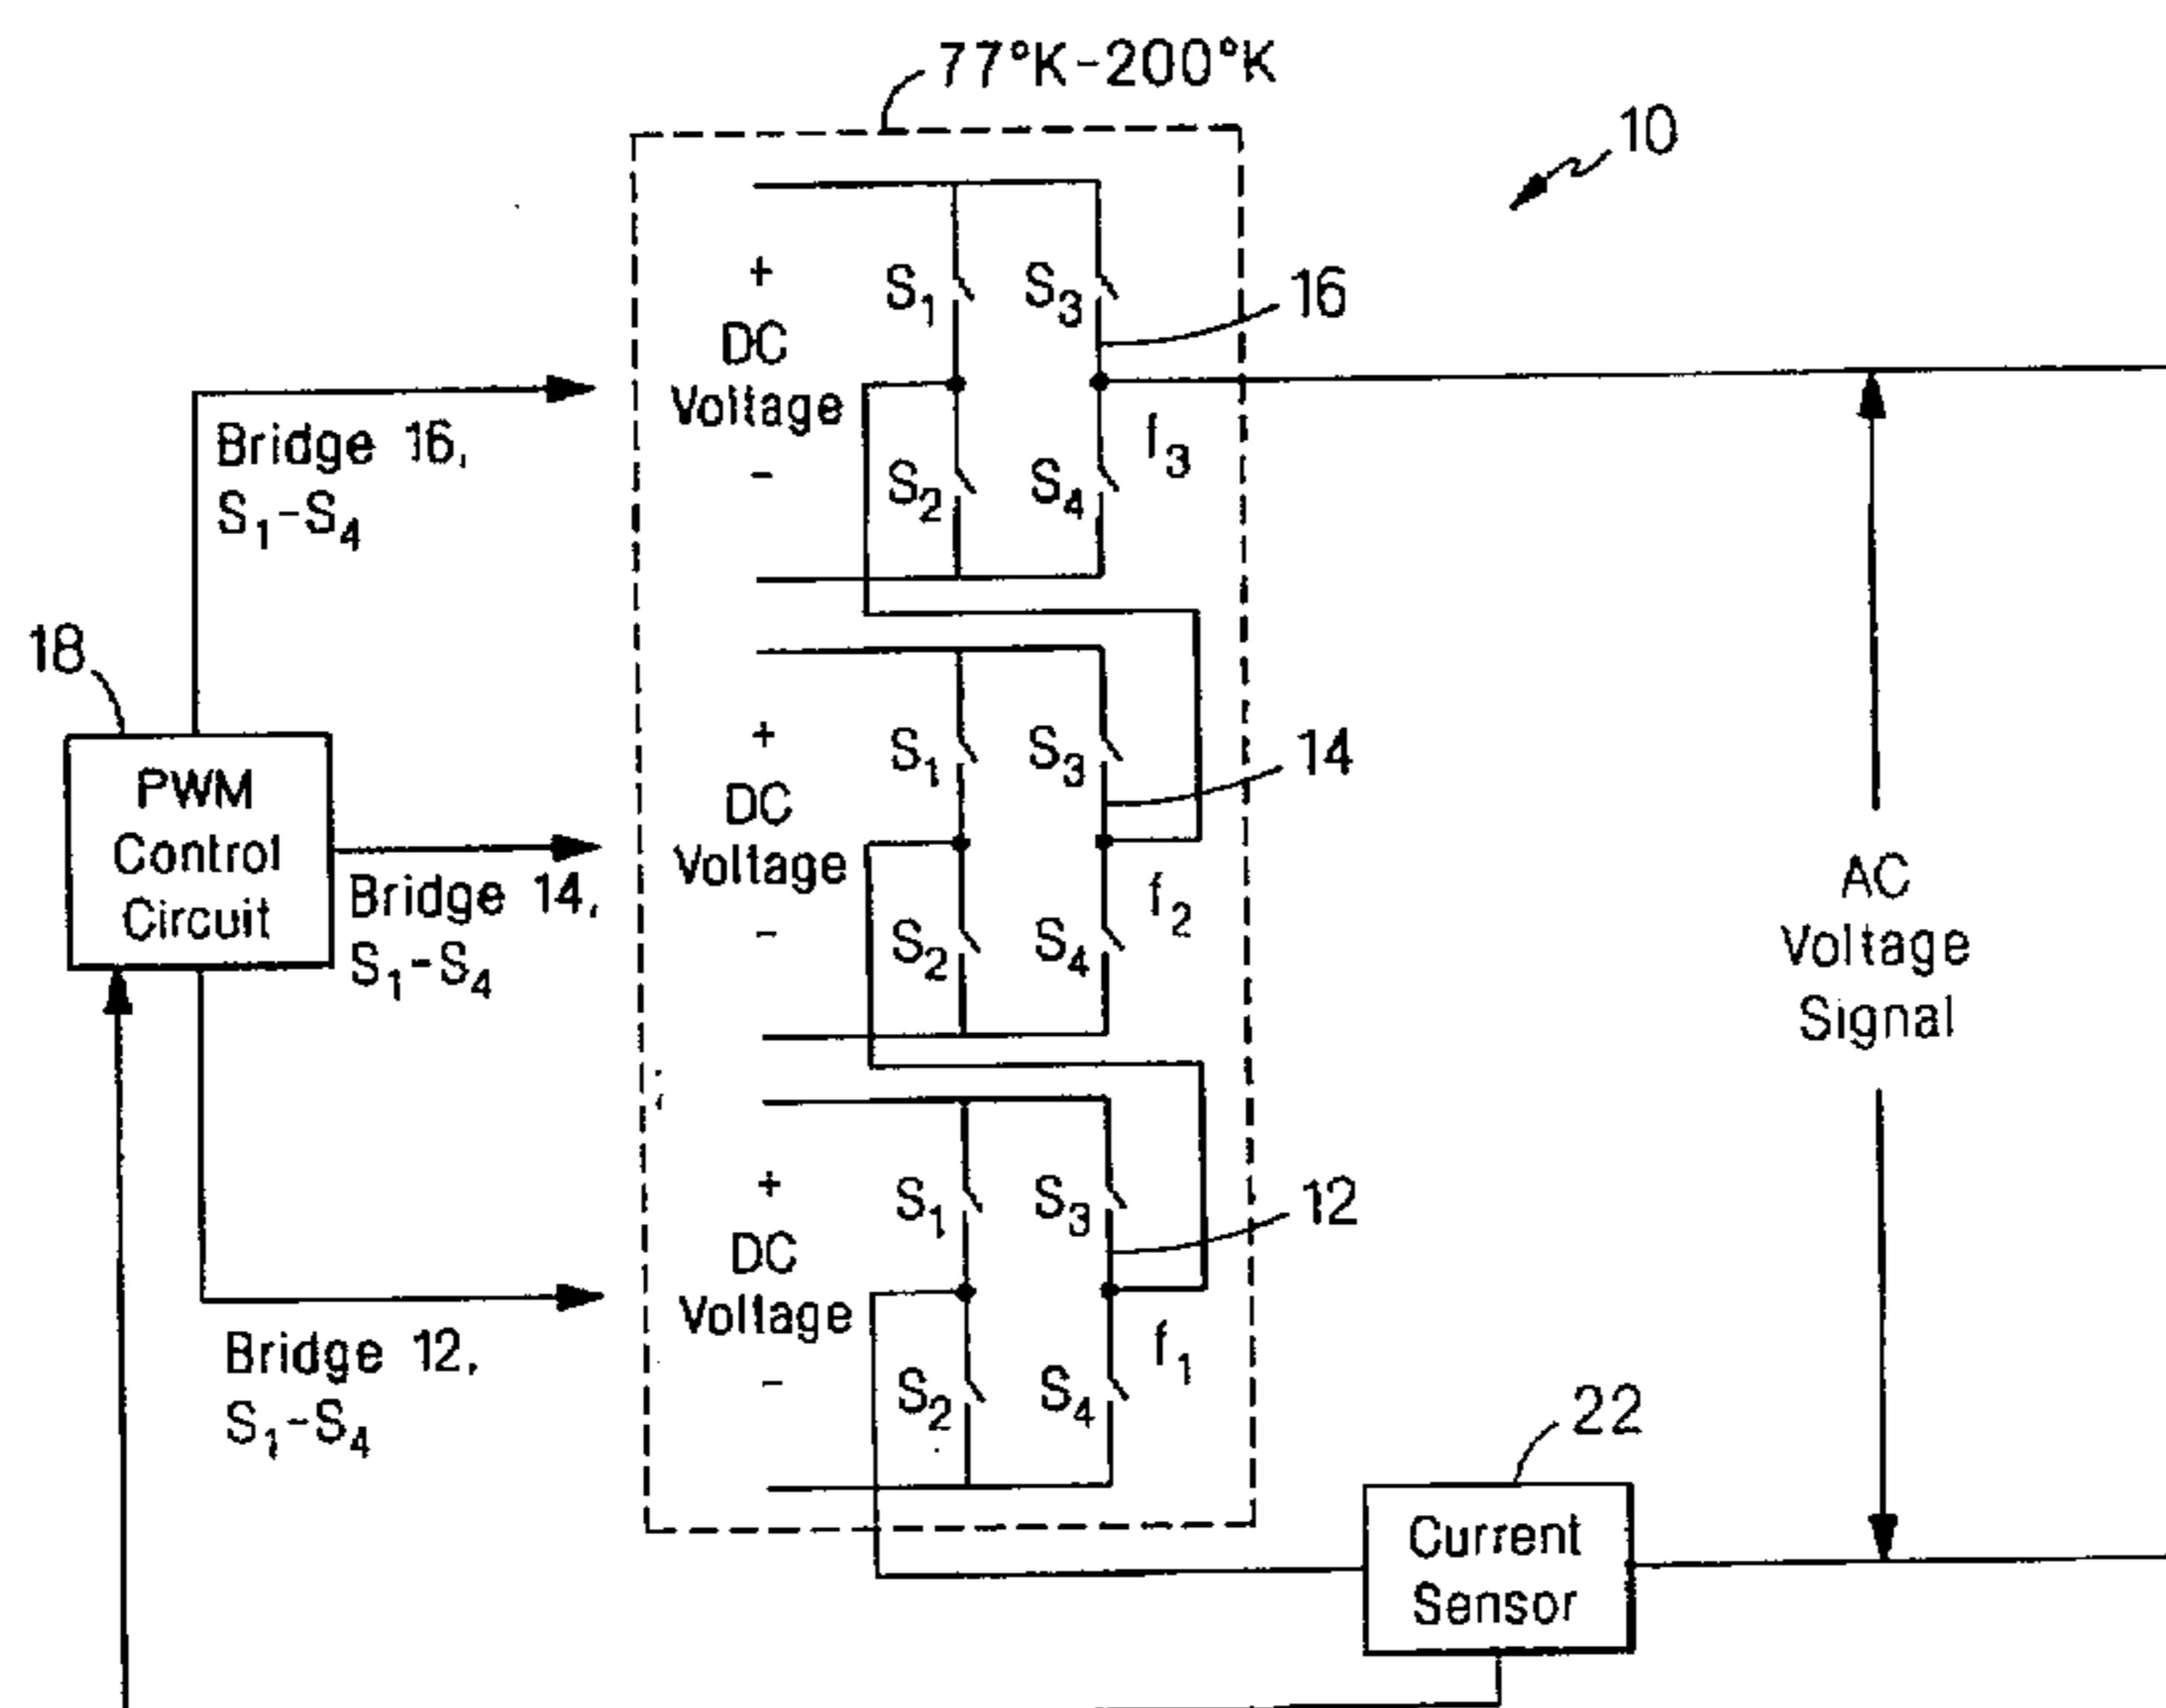 77°K-200°K
10
+
DC
Voltage
-
S1
S3
S2
S4
16
f3
Bridge 16,
S1-S4
18
PWM
Control
Circuit
Bridge 14,
S1-S4
+
DC
Voltage
-
S1
S3
S2
S4
14
f2
AC
Voltage
Signal
+
DC
Voltage
-
S1
S3
S2
S4
12
f1
Bridge 12,
S1-S4
22
Current
Sensor